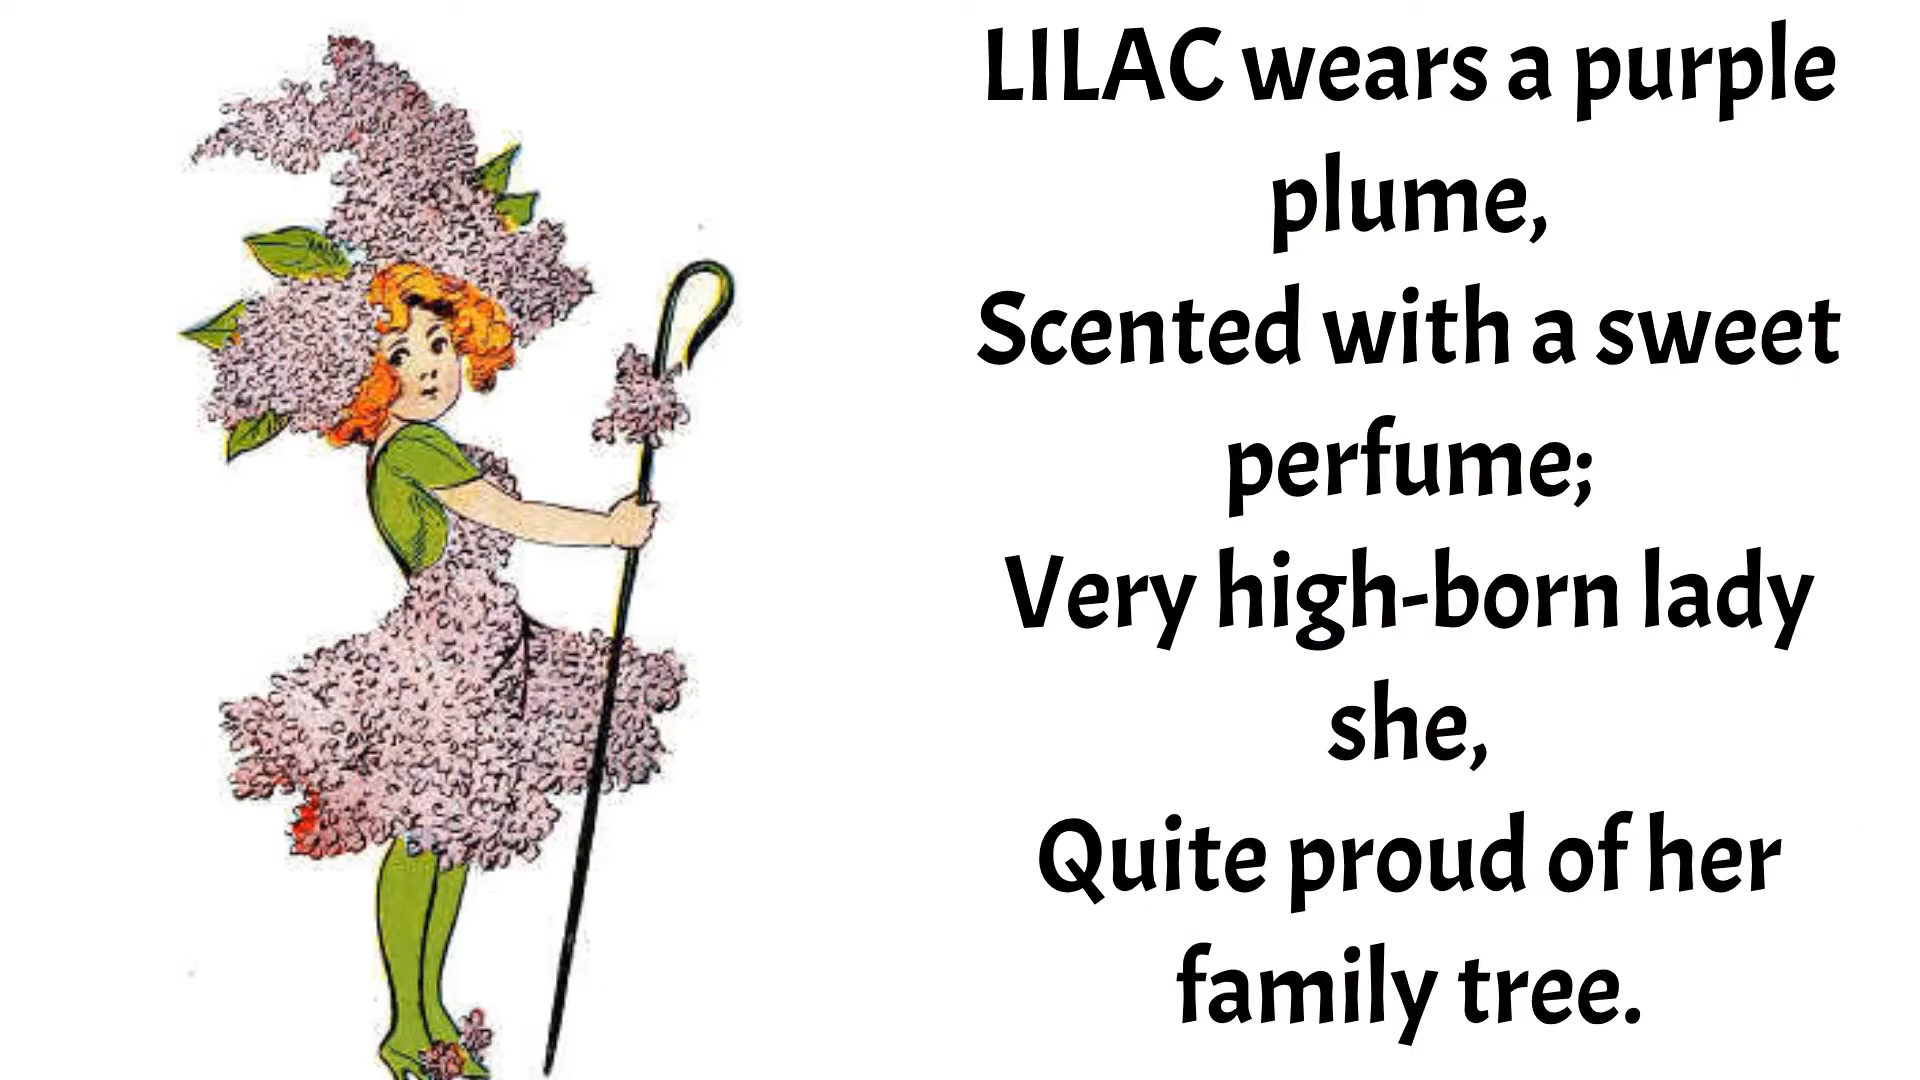 LILAC wears a purple
plume,
Scented with a sweet
perfume;
Very high-born lady
she,
Quite proud of her
family tree.